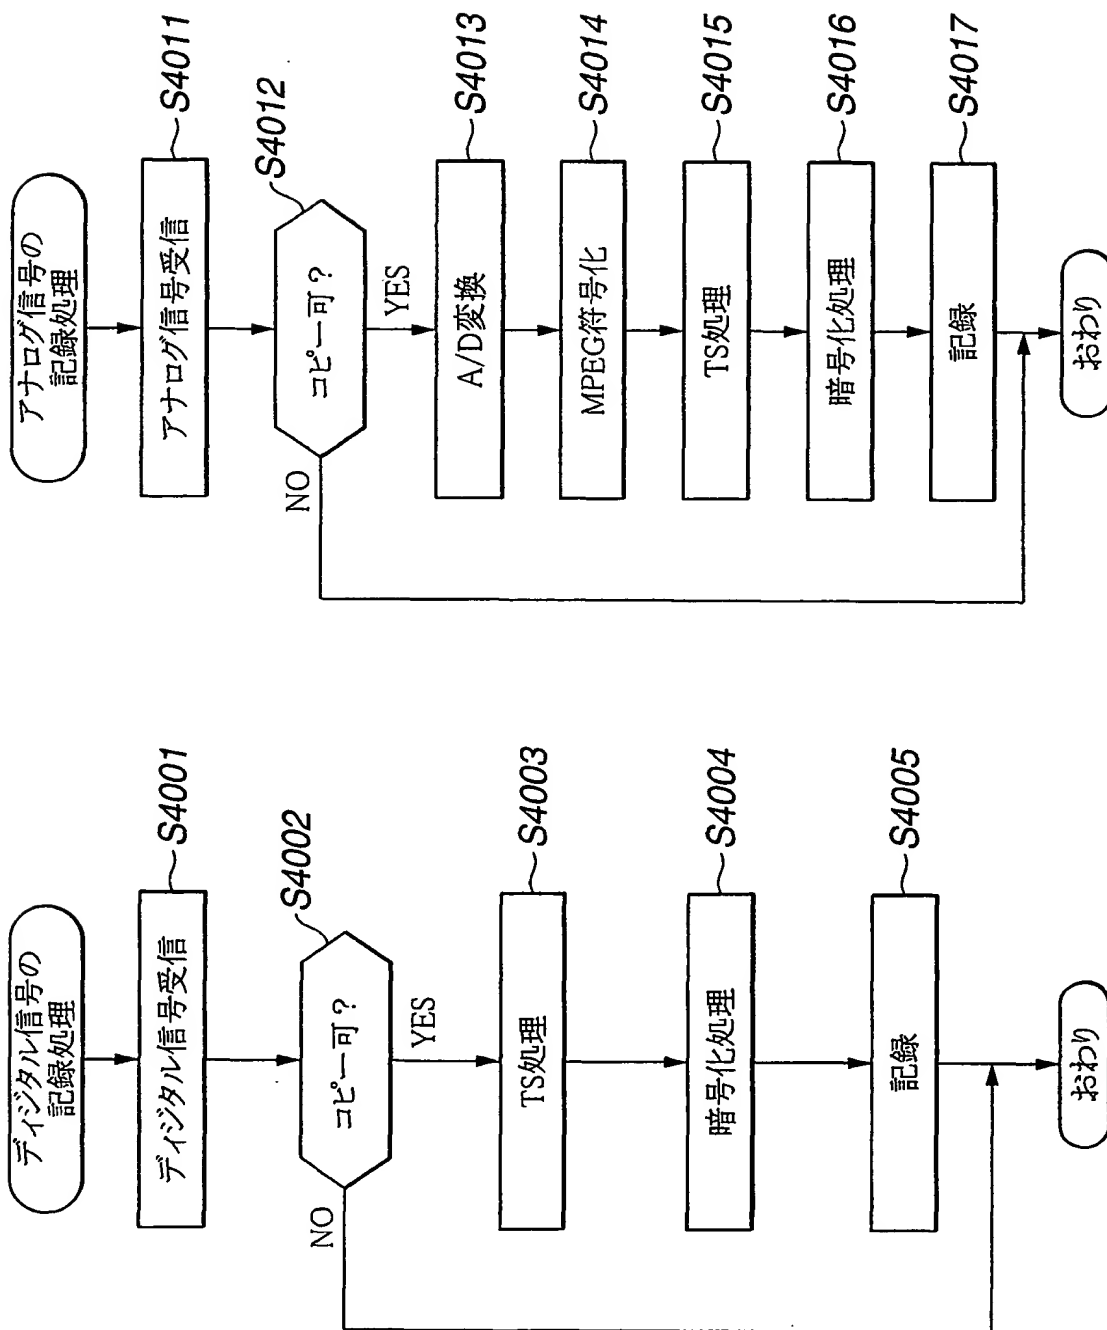 ディジタル信号の
記録処理
ディジタル信号受信
S4001
コピー可?
S4002
YES
NO
TS処理
S4003
暗号化処理
S4004
記録
S4005
おわり
アナログ信号の
記録処理
アナログ信号受信
S4011
コピー可?
S4012
YES
NO
A/D変換
S4013
MPEG符号化
S4014
TS処理
S4015
暗号化処理
S4016
記録
S4017
おわり